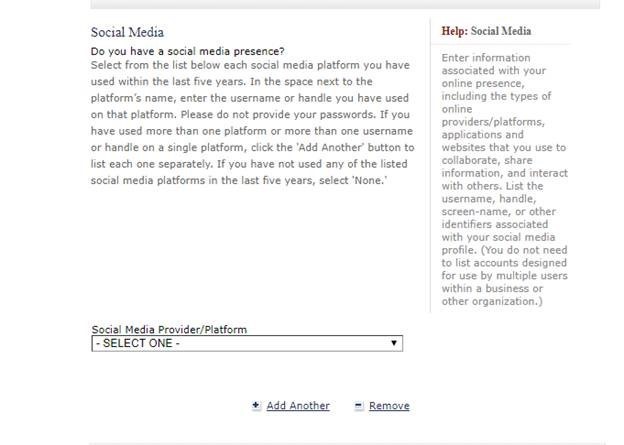 Social Media
Do you have a social media presence?
Select from the list below each social media platform you have
used within the last five years. In the space next to the
platform's name, enter the username or handle you have used
on that platform. Please do not provide your passwords. If you
have used more than one platform or more than one username
or handle on a single platform, click the 'Add Another' button to
list each one separately. If you have not used any of the listed
social media platforms in the last five years, select 'None.'
Social Media Provider/Platform
- SELECT ONE -
Add Another
Remove
Help: Social Media
Enter information
associated with your
online presence,
including the types of
online
providers/platforms,
applications and
websites that you use to
collaborate, share
information, and interact
with others. List the
username, handle,
screen-name, or other
identifiers associated
with your social media
profile. (You do not need
to list accounts designed
for use by multiple users
within a business or
other organization.)